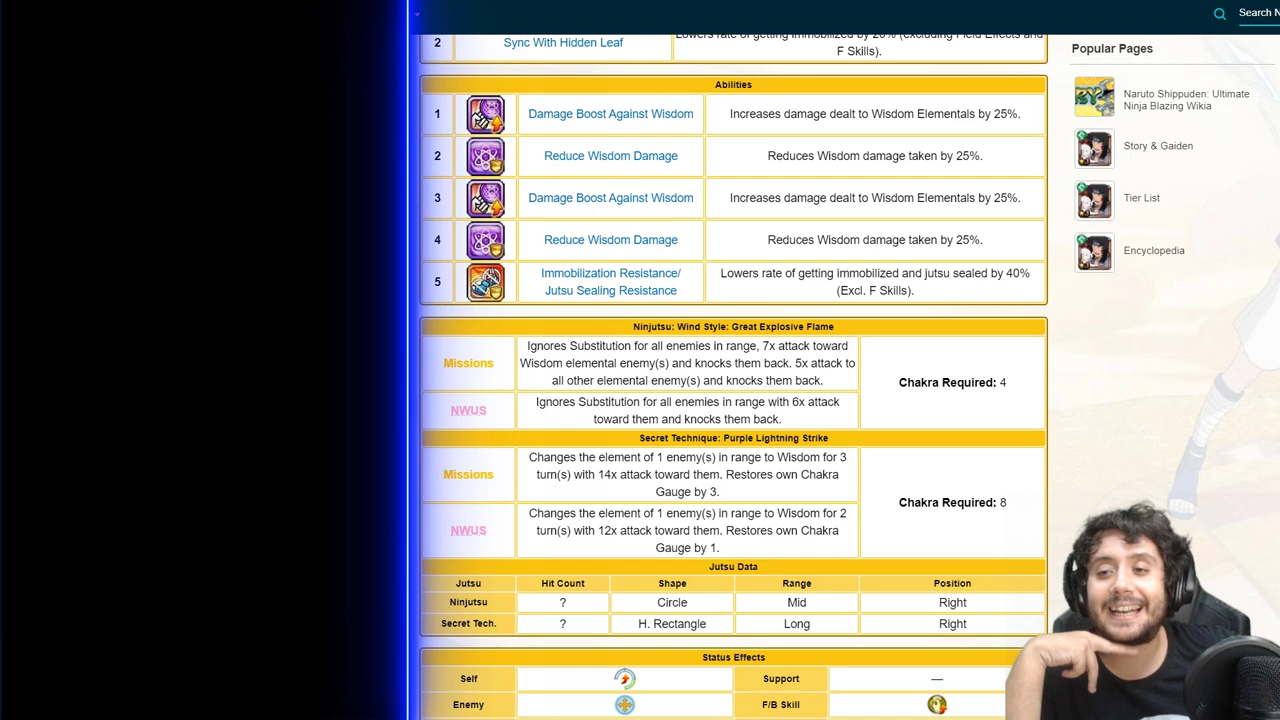 Search N
2
Sync With Hidden Leaf
Lowers rate of getting immobilized by 20% (excluding Field Effects and
F Skills).
Popular Pages
Naruto Shippuden: Ultimate
Ninja Blazing Wikia
Story & Gaiden
Tier List
Encyclopedia
Abilities
1
Damage Boost Against Wisdom
Increases damage dealt to Wisdom Elementals by 25%.
2
Reduce Wisdom Damage
Reduces Wisdom damage taken by 25%.
3
Damage Boost Against Wisdom
Increases damage dealt to Wisdom Elementals by 25%.
4
Reduce Wisdom Damage
Reduces Wisdom damage taken by 25%.
5
Immobilization Resistance/
Jutsu Sealing Resistance
Lowers rate of getting immobilized and jutsu sealed by 40%
(Excl. F Skills).
Ninjutsu: Wind Style: Great Explosive Flame
Missions
Ignores Substitution for all enemies in range, 7x attack toward
Wisdom elemental enemy(s) and knocks them back. 5x attack to
all other elemental enemy(s) and knocks them back.
Chakra Required: 4
NWUS
Ignores Substitution for all enemies in range with 6x attack
toward them and knocks them back.
Secret Technique: Purple Lightning Strike
Missions
Changes the element of 1 enemy(s) in range to Wisdom for 3
turn(s) with 14x attack toward them. Restores own Chakra
Gauge by 3.
Chakra Required: 8
NWUS
Changes the element of 1 enemy(s) in range to Wisdom for 2
turn(s) with 12x attack toward them. Restores own Chakra
Gauge by 1.
Jutsu Data
Jutsu Hit Count Shape Range Position
Ninjutsu ? Circle Mid Right
Secret Tech. ? H. Rectangle Long Right
Status Effects
Self Support —
Enemy F/B Skill